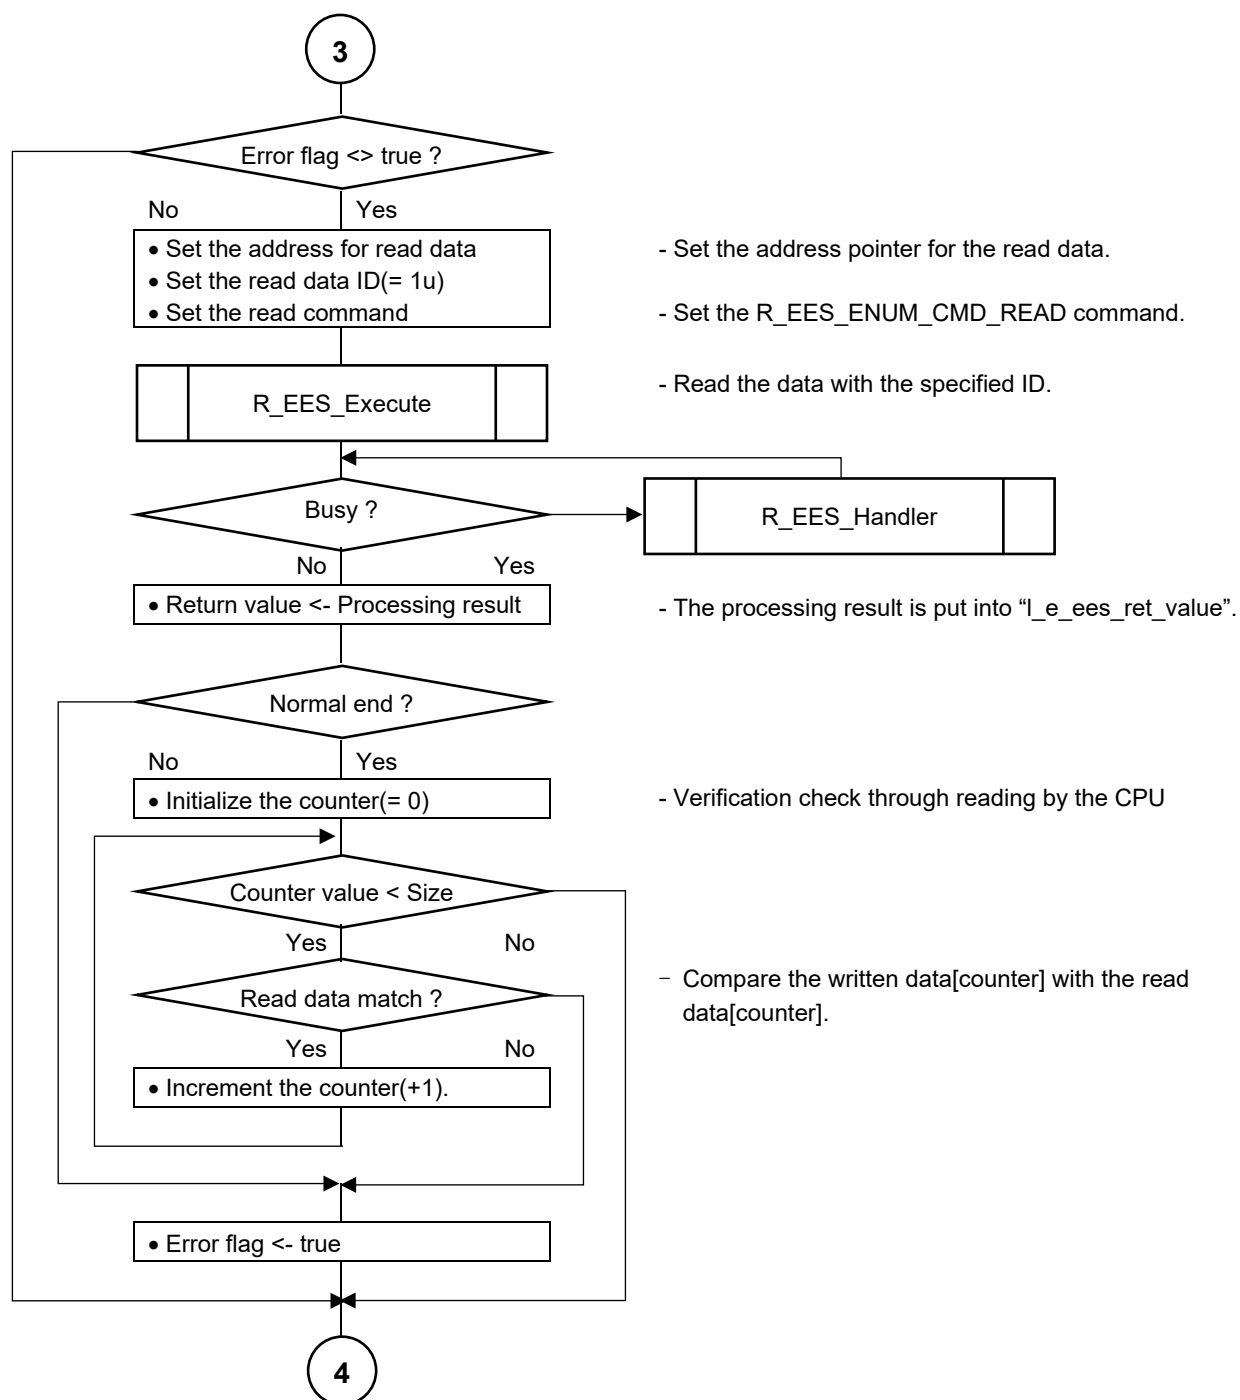 3
Error flag <> true ?
No Yes
• Set the address for read data
- Set the address pointer for the read data.
• Set the read data ID(= 1u)
• Set the read command
- Set the R_EES_ENUM_CMD_READ command.
R_EES_Execute
- Read the data with the specified ID.
Busy ?
R_EES_Handler
No Yes
• Return value <- Processing result
- The processing result is put into “l_e_ees_ret_value”.
Normal end ?
No Yes
• Initialize the counter(= 0)
- Verification check through reading by the CPU
Counter value < Size
Yes No
Read data match ?
− Compare the written data[counter] with the read
data[counter].
Yes No
• Increment the counter(+1).
• Error flag <- true
4